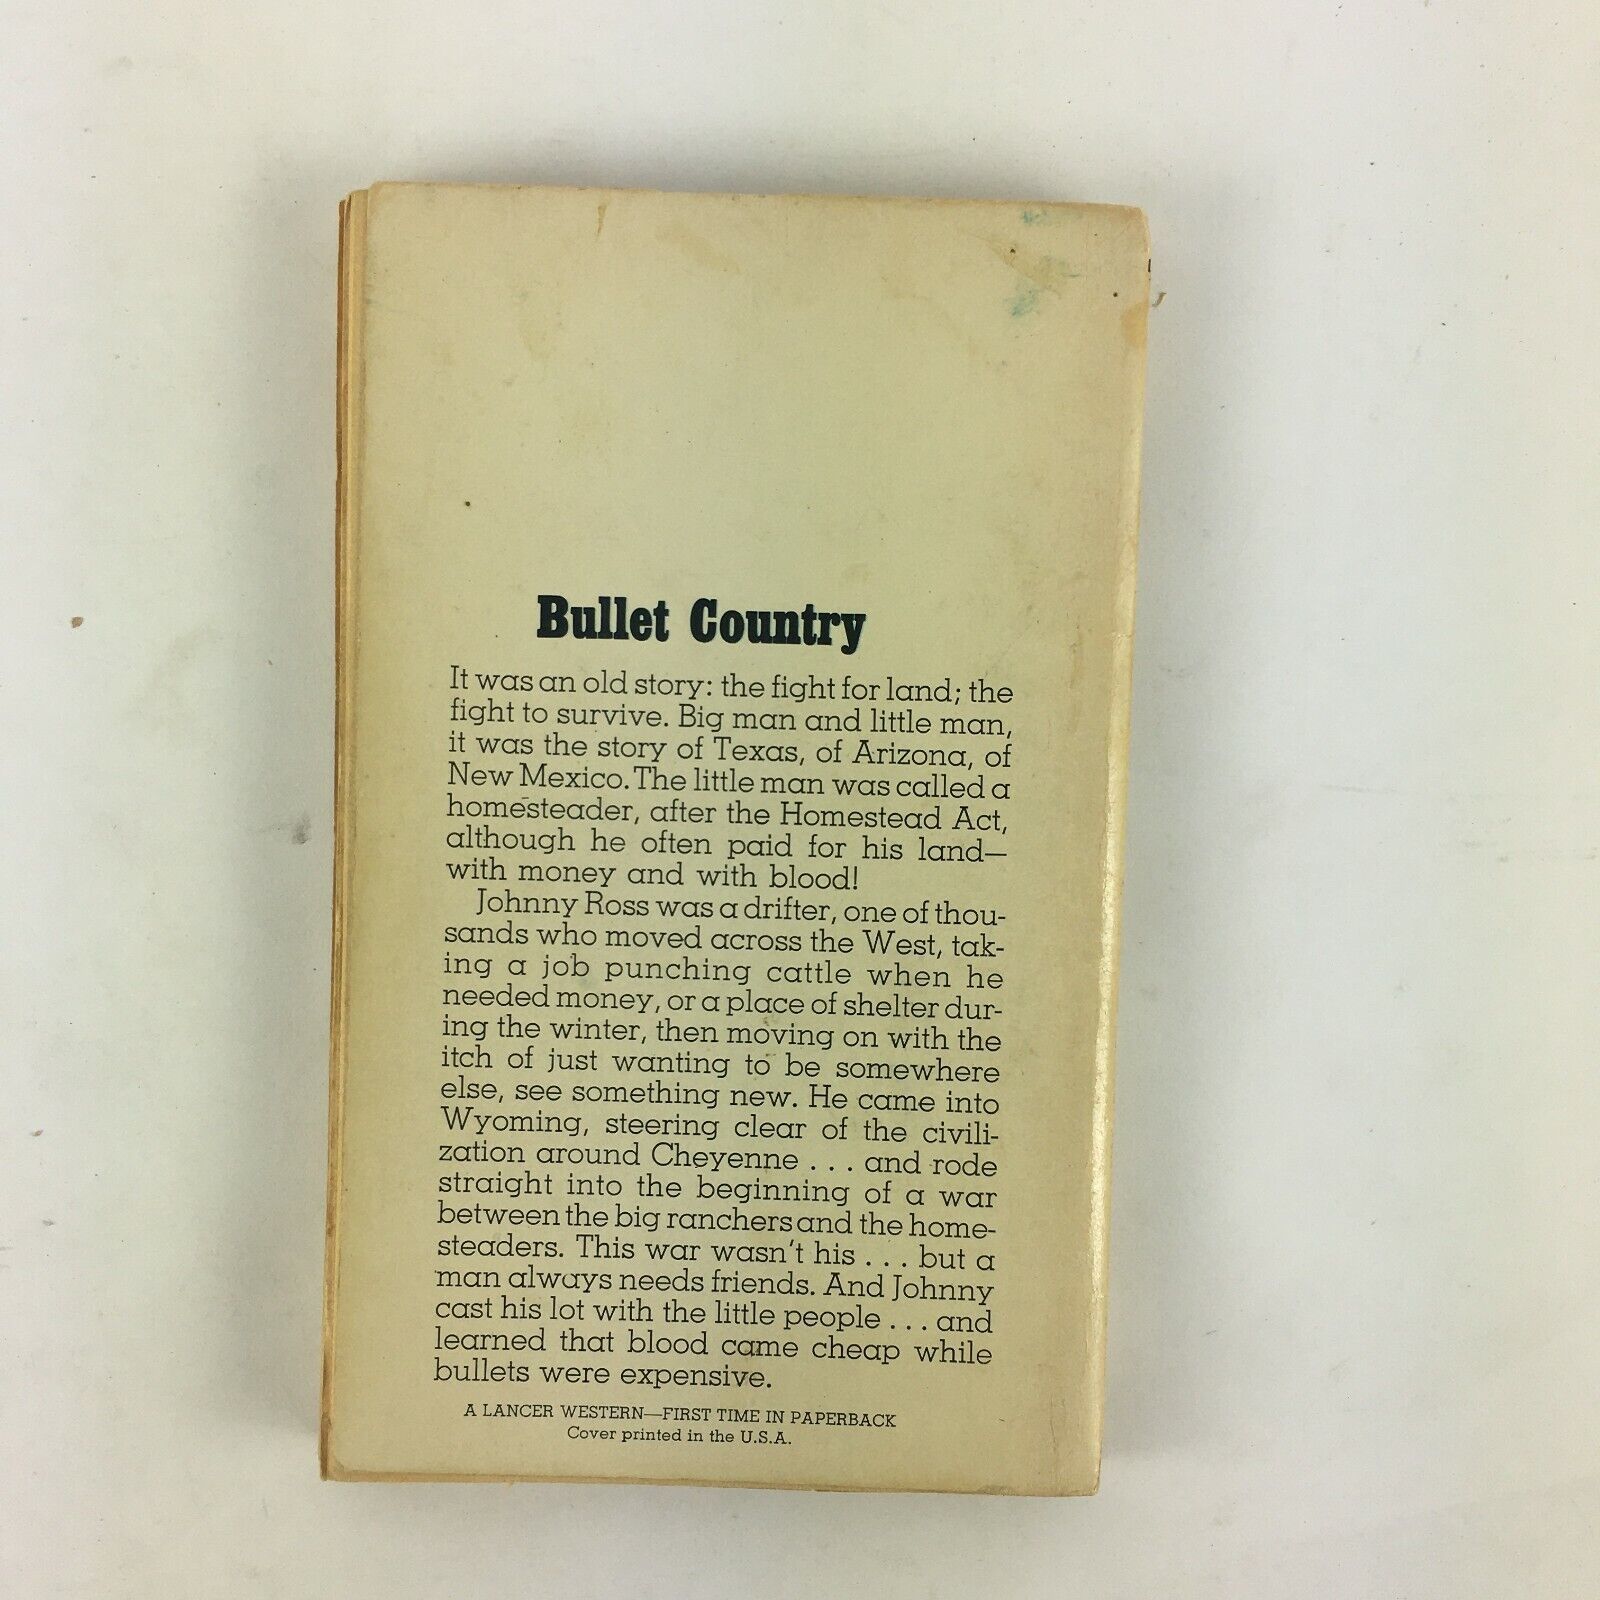 Bullet Country
It was an old story: the fight for land; the
fight to survive. Big man and little man,
it was the story of Texas, of Arizona, of
New Mexico. The little man was called a
homesteader, after the Homestead Act,
although he often paid for his land—
with money and with blood!
Johnny Ross was a drifter, one of thou-
sands who moved across the West, tak-
ing a job punching cattle when he
needed money, or a place of shelter dur-
ing the winter, then moving on with the
itch of just wanting to be somewhere
else, see something new. He came into
Wyoming, steering clear of the civili-
zation around Cheyenne . . . and rode
straight into the beginning of a war
between the big ranchers and the home-
steaders. This war wasn't his . . . but a
man always needs friends. And Johnny
cast his lot with the little people . . . and
learned that blood came cheap while
bullets were expensive.
A LANCER WESTERN—FIRST TIME IN PAPERBACK
Cover printed in the U.S.A.